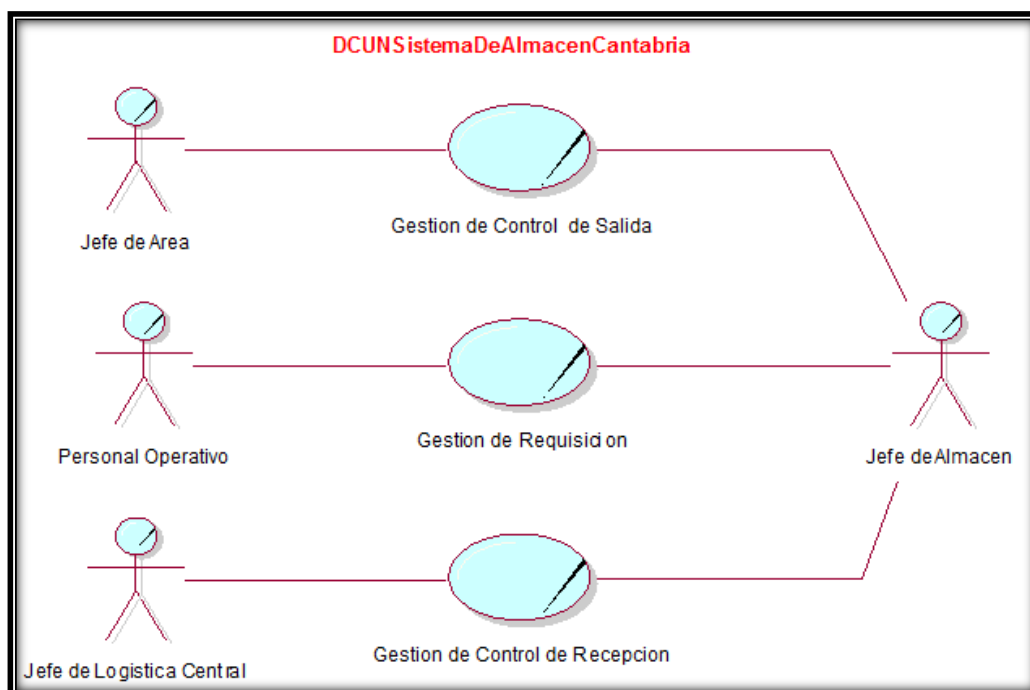 DCUNSistemaDeAlmacenCantabria
Jefe de Area
Gestion de Control de Salida
Personal Operativo
Gestion de Requisicion
Jefe deAlmacen
Jefe de Logistica Central
Gestion de Control de Recepcion